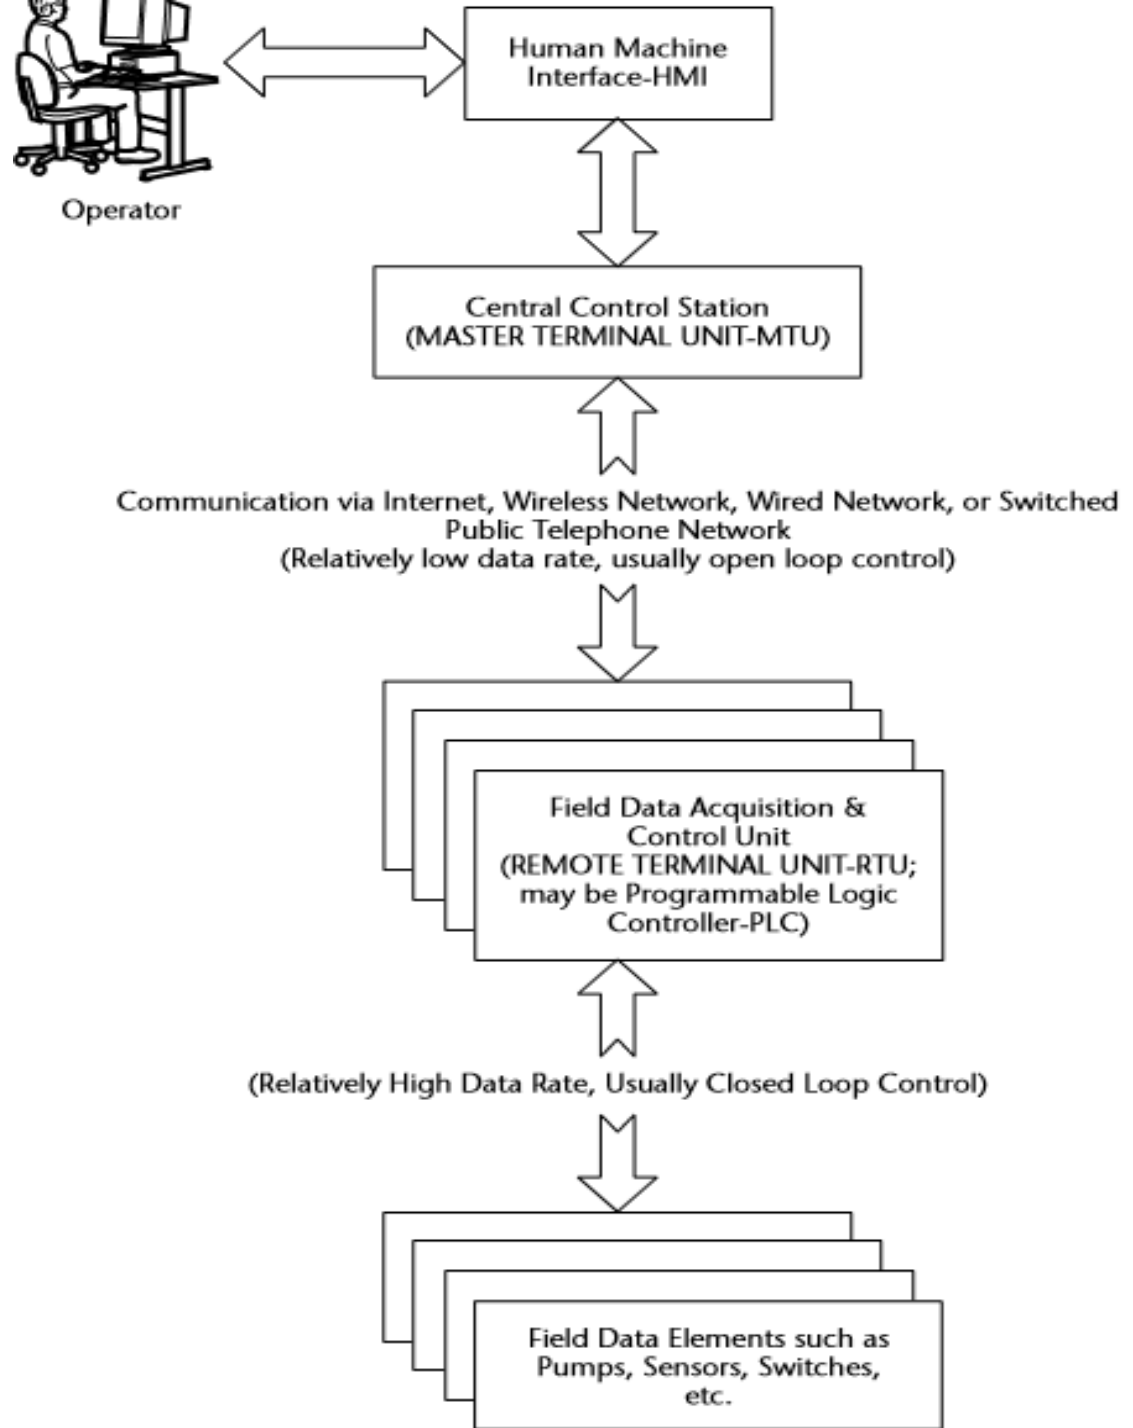 Human Machine
Interface-HMI
Operator
Central Control Station
(MASTER TERMINAL UNIT-MTU)
Communication via Internet, Wireless Network, Wired Network, or Switched
Public Telephone Network
(Relatively low data rate, usually open loop control)
Field Data Acquisition &
Control Unit
(REMOTE TERMINAL UNIT-RTU;
may be Programmable Logic
Controller-PLC)
(Relatively High Data Rate, Usually Closed Loop Control)
Field Data Elements such as
Pumps, Sensors, Switches,
etc.